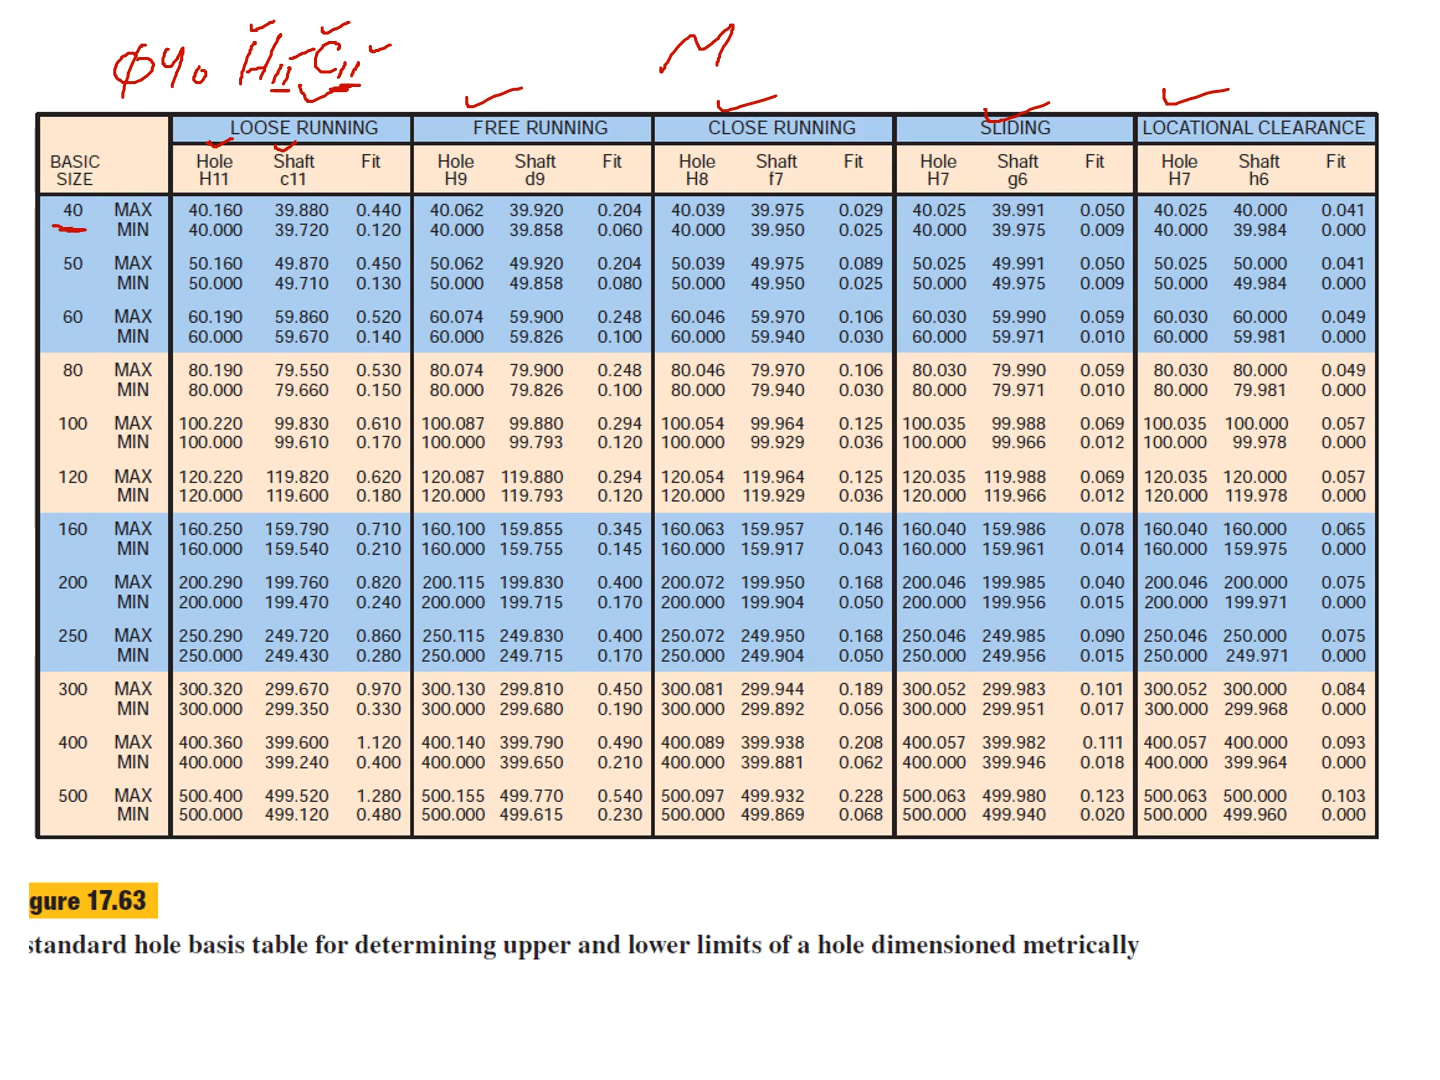 φ40 H11-C11 M
LOOSE RUNNING FREE RUNNING CLOSE RUNNING SLIDING LOCATIONAL CLEARANCE
BASIC SIZE Hole H11 Shaft c11 Fit Hole H9 Shaft d9 Fit Hole H8 Shaft f7 Fit Hole H7 Shaft g6 Fit Hole H7 Shaft h6 Fit
40 MAX 40.160 39.880 0.440 40.062 39.920 0.204 40.039 39.975 0.029 40.025 39.991 0.050 40.025 40.000 0.041
MIN 40.000 39.720 0.120 40.000 39.858 0.060 40.000 39.950 0.025 40.000 39.975 0.009 40.000 39.984 0.000
50 MAX 50.160 49.870 0.450 50.062 49.920 0.204 50.039 49.975 0.089 50.025 49.991 0.050 50.025 50.000 0.041
MIN 50.000 49.710 0.130 50.000 49.858 0.080 50.000 49.950 0.025 50.000 49.975 0.009 50.000 49.984 0.000
60 MAX 60.190 59.860 0.520 60.074 59.900 0.248 60.046 59.970 0.106 60.030 59.990 0.059 60.030 60.000 0.049
MIN 60.000 59.670 0.140 60.000 59.826 0.100 60.000 59.940 0.030 60.000 59.971 0.010 60.000 59.981 0.000
80 MAX 80.190 79.550 0.530 80.074 79.900 0.248 80.046 79.970 0.106 80.030 79.990 0.059 80.030 80.000 0.049
MIN 80.000 79.660 0.150 80.000 79.826 0.100 80.000 79.940 0.030 80.000 79.971 0.010 80.000 79.981 0.000
100 MAX 100.220 99.830 0.610 100.087 99.880 0.294 100.054 99.964 0.125 100.035 99.988 0.069 100.035 100.000 0.057
MIN 100.000 99.610 0.170 100.000 99.793 0.120 100.000 99.929 0.036 100.000 99.966 0.012 100.000 99.978 0.000
120 MAX 120.220 119.820 0.620 120.087 119.880 0.294 120.054 119.964 0.125 120.035 119.988 0.069 120.035 120.000 0.057
MIN 120.000 119.600 0.180 120.000 119.793 0.120 120.000 119.929 0.036 120.000 119.966 0.012 120.000 119.978 0.000
160 MAX 160.250 159.790 0.710 160.100 159.855 0.345 160.063 159.957 0.146 160.040 159.986 0.078 160.040 160.000 0.065
MIN 160.000 159.540 0.210 160.000 159.755 0.145 160.000 159.917 0.043 160.000 159.961 0.014 160.000 159.975 0.000
200 MAX 200.290 199.760 0.820 200.115 199.830 0.400 200.072 199.950 0.168 200.046 199.985 0.040 200.046 200.000 0.075
MIN 200.000 199.470 0.240 200.000 199.715 0.170 200.000 199.904 0.050 200.000 199.956 0.015 200.000 199.971 0.000
250 MAX 250.290 249.720 0.860 250.115 249.830 0.400 250.072 249.950 0.168 250.046 249.985 0.090 250.046 250.000 0.075
MIN 250.000 249.430 0.280 250.000 249.715 0.170 250.000 249.904 0.050 250.000 249.956 0.015 250.000 249.971 0.000
300 MAX 300.320 299.670 0.970 300.130 299.810 0.450 300.081 299.944 0.189 300.052 299.983 0.101 300.052 300.000 0.084
MIN 300.000 299.350 0.330 300.000 299.680 0.190 300.000 299.892 0.056 300.000 299.951 0.017 300.000 299.968 0.000
400 MAX 400.360 399.600 1.120 400.140 399.790 0.490 400.089 399.938 0.208 400.057 399.982 0.111 400.057 400.000 0.093
MIN 400.000 399.240 0.400 400.000 399.650 0.210 400.000 399.881 0.062 400.000 399.946 0.018 400.000 399.964 0.000
500 MAX 500.400 499.520 1.280 500.155 499.770 0.540 500.097 499.932 0.228 500.063 499.980 0.123 500.063 500.000 0.103
MIN 500.000 499.120 0.480 500.000 499.615 0.230 500.000 499.869 0.068 500.000 499.940 0.020 500.000 499.960 0.000
gure 17.63
standard hole basis table for determining upper and lower limits of a hole dimensioned metrically